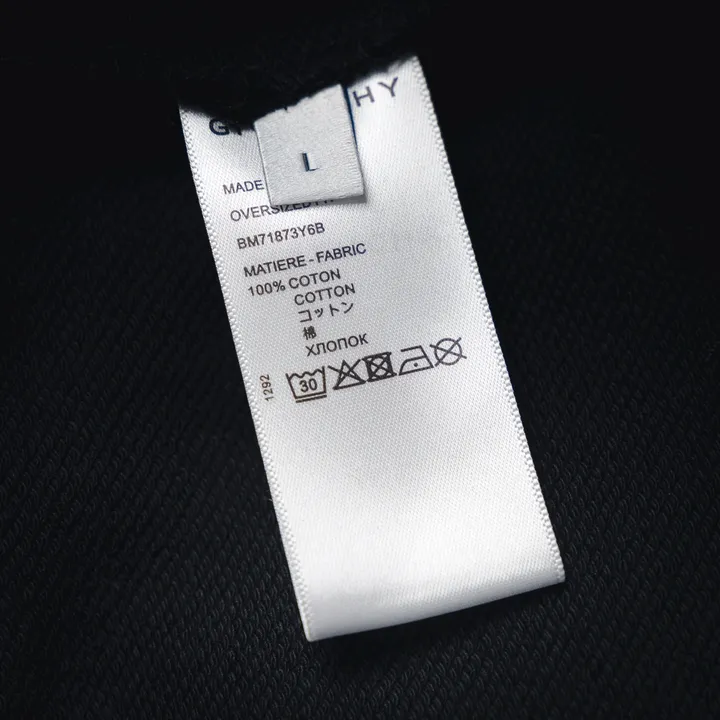 L
MADE
OVERSIZED
BM71873Y6B
MATIERE - FABRIC
100% COTON
COTTON
コットン
棉
ХЛОПОК
30
1292